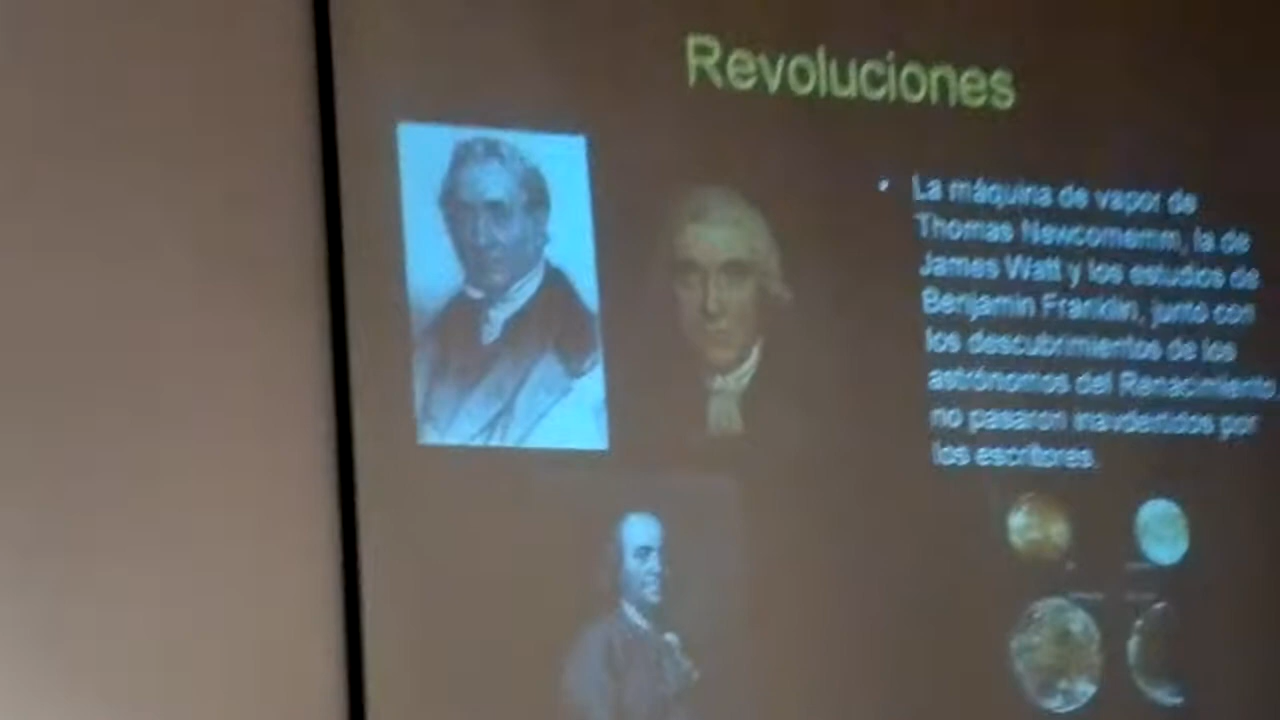 Revoluciones
• La máquina de vapor de
Thomas Newcomemm, la de
James Watt y los estudios de
Benjamin Franklin, junto con
los descubrimientos de los
astrónomos del Renacimiento
no pasaron inavdertidos por
los escritores.